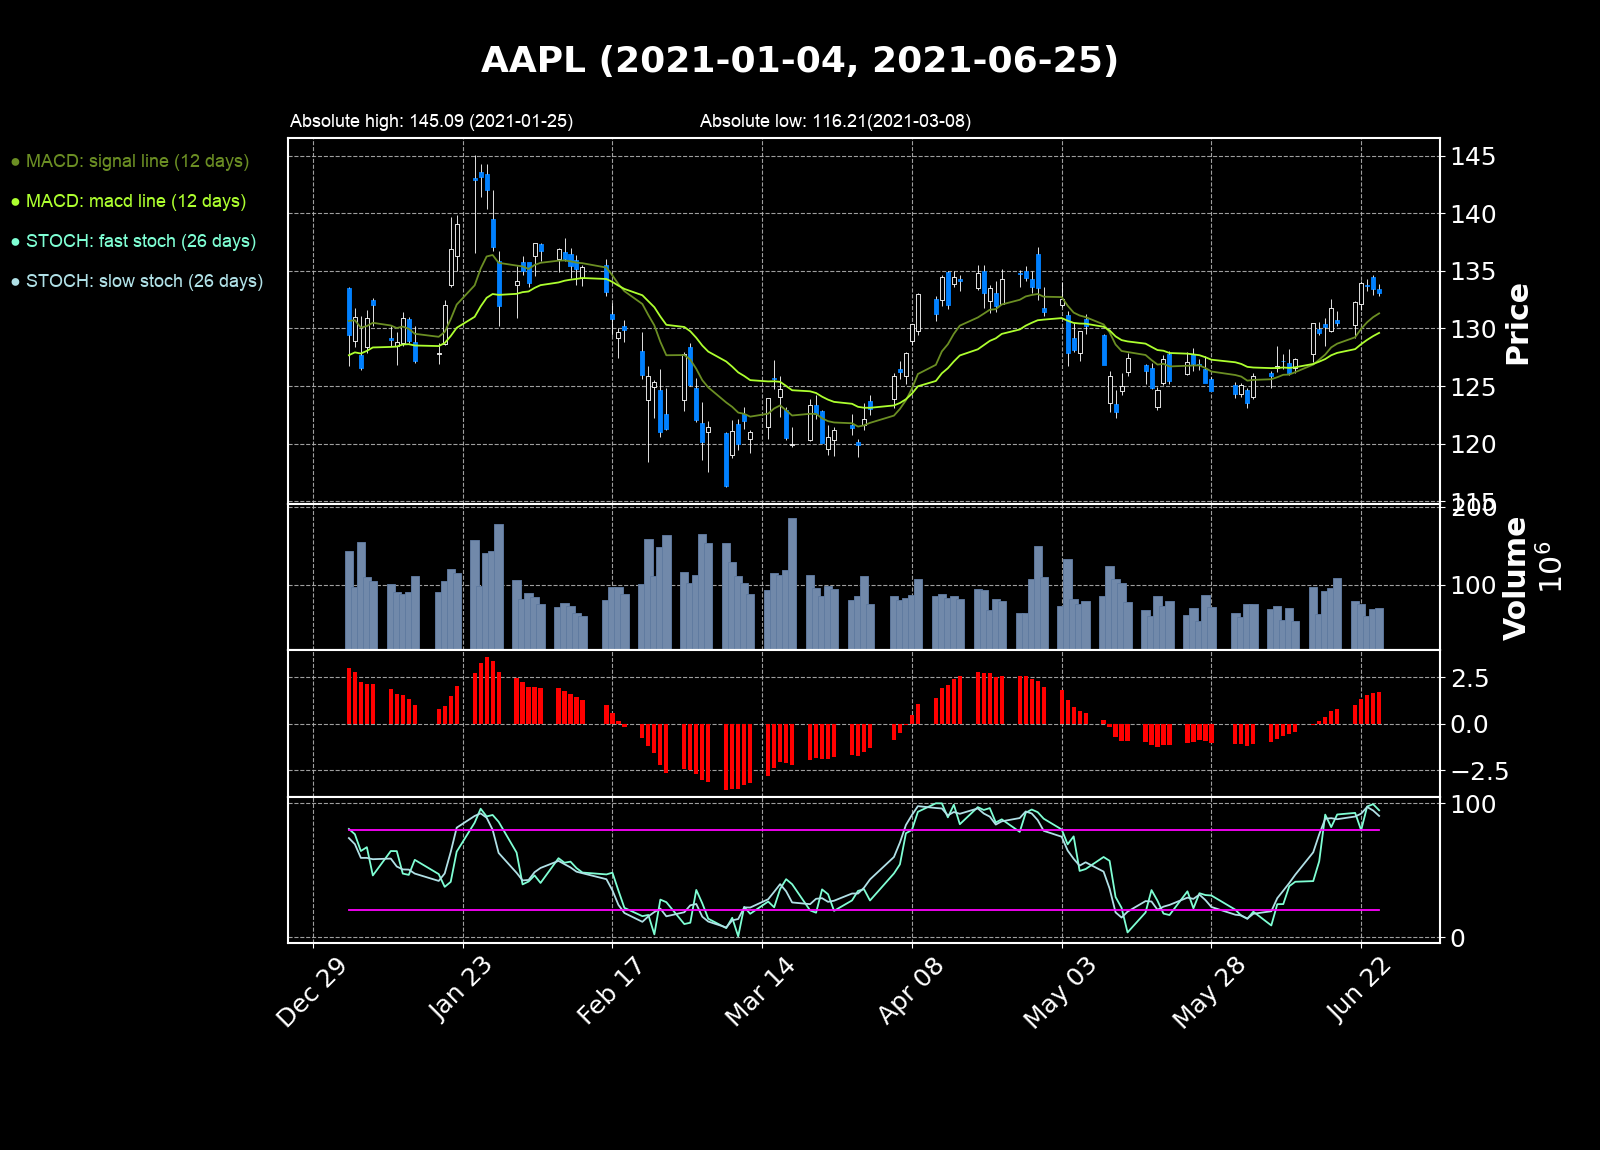 AAPL (2021-01-04, 2021-06-25)
Absolute high: 145.09 (2021-01-25)
Absolute low: 116.21(2021-03-08)
● MACD: signal line (12 days)
● MACD: macd line (12 days)
● STOCH: fast stoch (26 days)
● STOCH: slow stoch (26 days)
145
140
135
130
125
120
115
Price
200
100
Volume
10⁶
2.5
0.0
−2.5
100
0
Dec 29
Jan 23
Feb 17
Mar 14
Apr 08
May 03
May 28
Jun 22